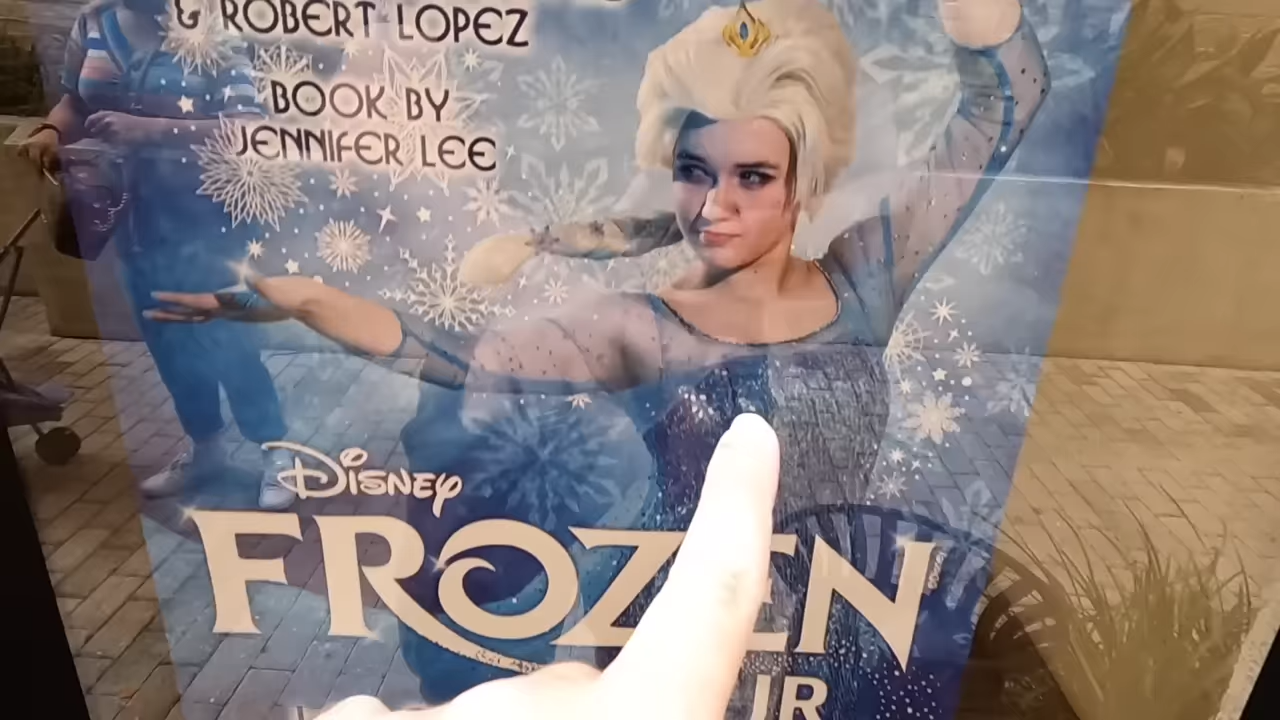 & ROBERT LOPEZ
BOOK BY
JENNIFER LEE
DISNEY
FROZEN
JR